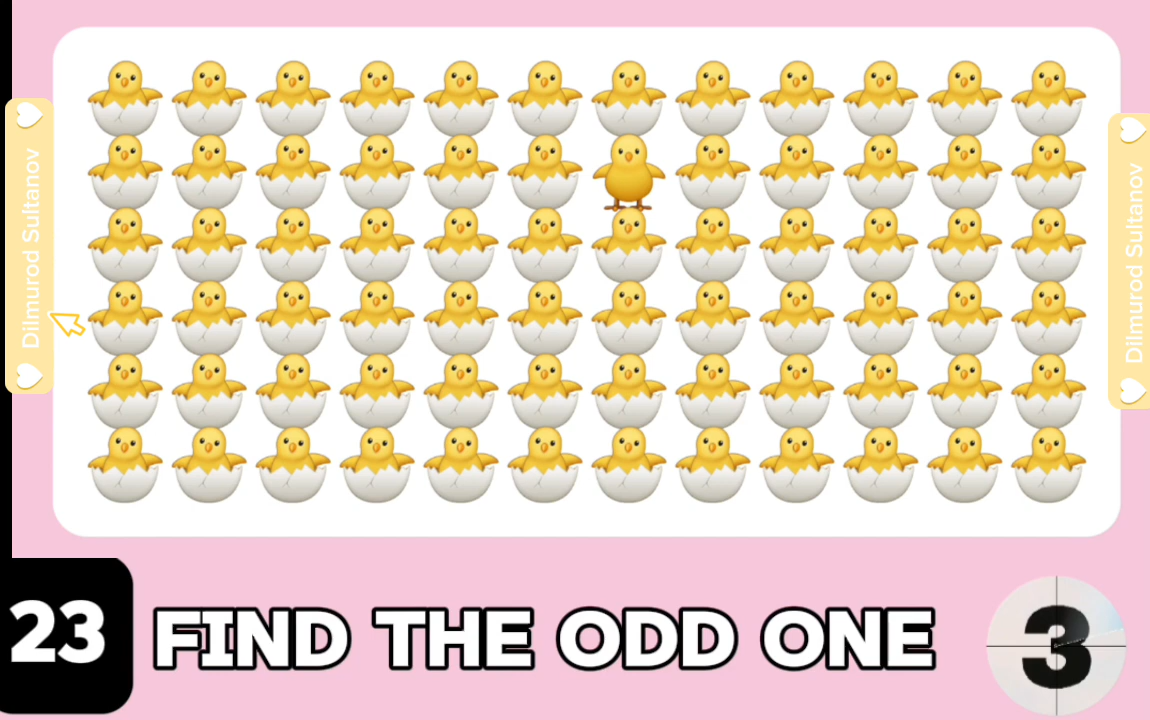 Dilmurod Sultanov
Dilmurod Sultanov
23
FIND THE ODD ONE
3